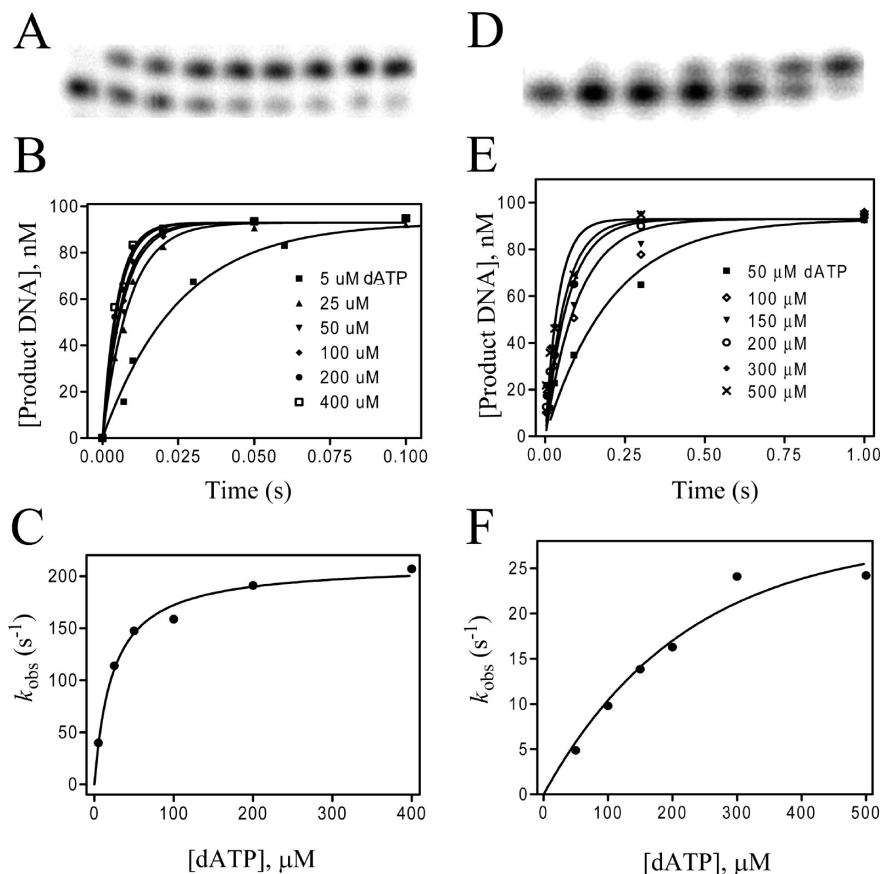 A
D
B
[Product DNA], nM
100
80
60
40
20
0
0.000
0.025
0.050
0.075
0.100
Time (s)
5 uM dATP
25 uM
50 uM
100 uM
200 uM
400 uM
E
[Product DNA], nM
100
80
60
40
20
0
0.00
0.25
0.50
0.75
1.00
Time (s)
50 µM dATP
100 µM
150 µM
200 µM
300 µM
500 µM
C
kobs (s-1)
200
150
100
50
0
0
100
200
300
400
[dATP], µM
F
kobs (s-1)
25
20
15
10
5
0
0
100
200
300
400
500
[dATP], µM